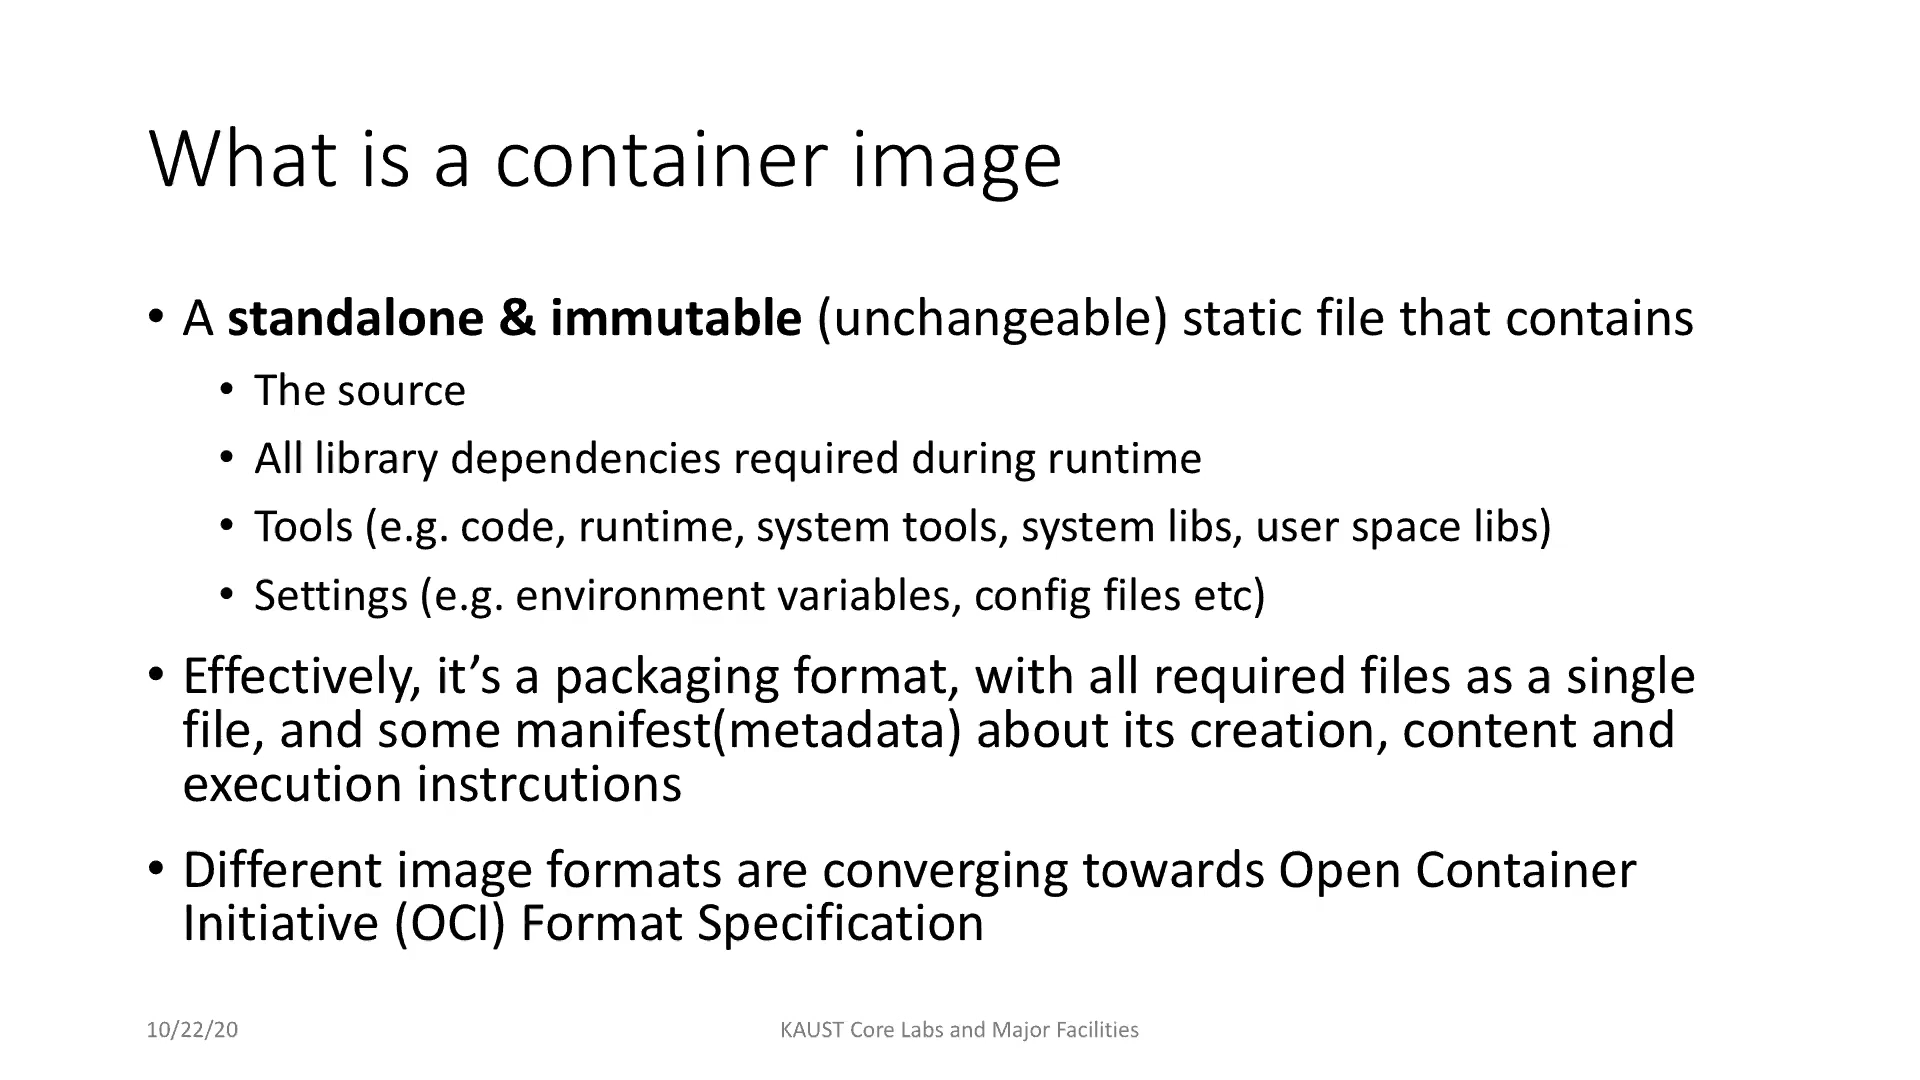 What is a container image
• A standalone & immutable (unchangeable) static file that contains
• The source
• All library dependencies required during runtime
• Tools (e.g. code, runtime, system tools, system libs, user space libs)
• Settings (e.g. environment variables, config files etc)
• Effectively, it’s a packaging format, with all required files as a single
file, and some manifest(metadata) about its creation, content and
execution instrcutions
• Different image formats are converging towards Open Container
Initiative (OCI) Format Specification
10/22/20
KAUST Core Labs and Major Facilities